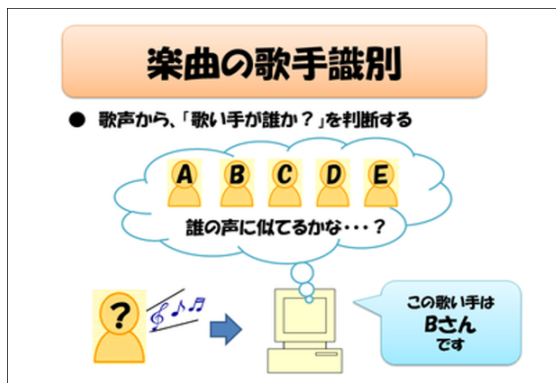 楽曲の歌手識別
● 歌声から、「歌い手が誰か？」を判断する
A B C D E
誰の声に似てるかな・・・？
?
この歌い手は
Bさん
です